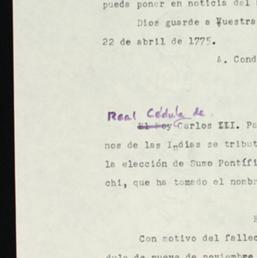 pueda poner en noticia del
Dios guarde a Vuestra
22 de abril de 1775.
A. Cond
Real Cédula de
El Rey Carlos III. Pa
nos de las Indias se tribut
la elección de Sumo Pontífi
chi, que ha tomado el nombr
Con motivo del fallec
dula de nueve de noviembre